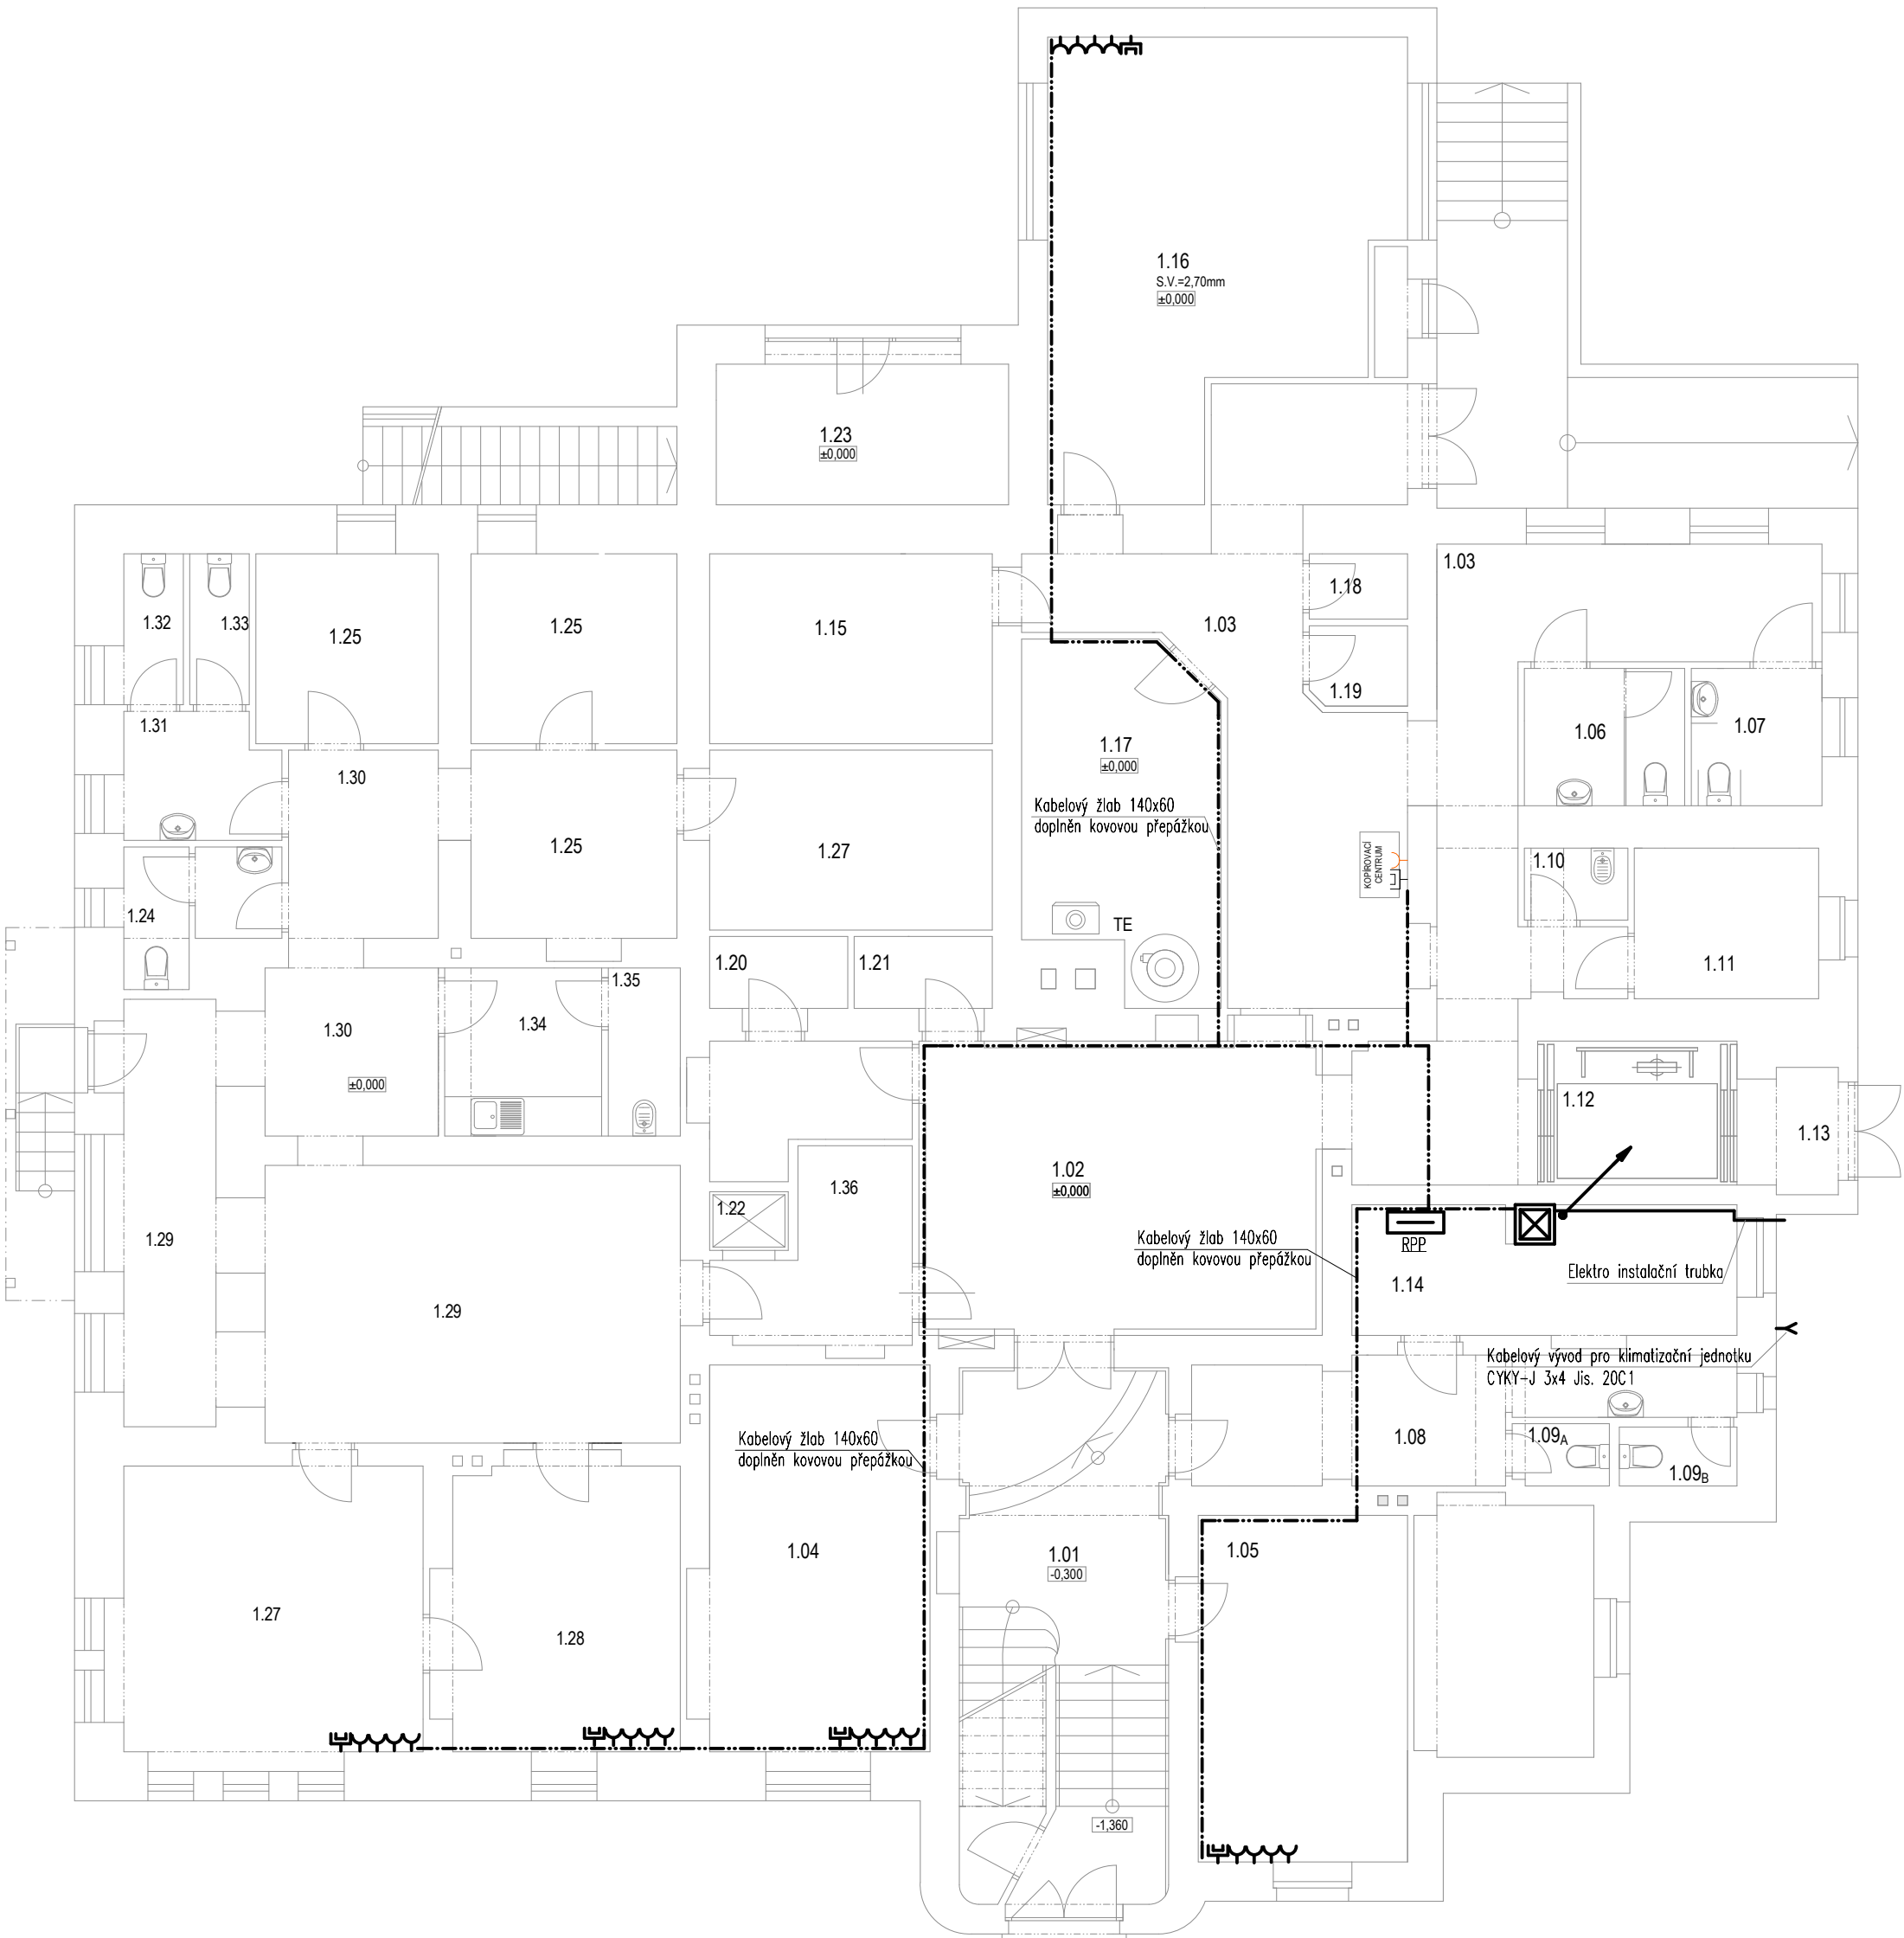 1.16
S.V.=2,70mm
±0,000
1.23
±0,000
1.03
1.32
1.33
1.25
1.25
1.15
1.03
1.18
1.19
1.31
1.06
1.07
1.30
1.17
±0,000
Kabelový žlab 140x60
doplněn kovovou přepážkou
1.25
1.27
KOPÍROVACÍ
CENTRUM
1.10
1.24
TE
1.20
1.21
1.11
1.35
1.30
1.34
±0,000
1.12
1.13
1.02
±0,000
1.36
1.22
1.29
Kabelový žlab 140x60
doplněn kovovou přepážkou
RPP
Elektro instalační trubka
1.14
1.29
Kabelový vývod pro klimatizační jednotku
CYKY-J 3x4 Jis. 20C1
Kabelový žlab 140x60
doplněn kovovou přepážkou
1.08
1.09A
1.09B
1.04
1.01
-0,300
1.05
1.27
1.28
-1,360